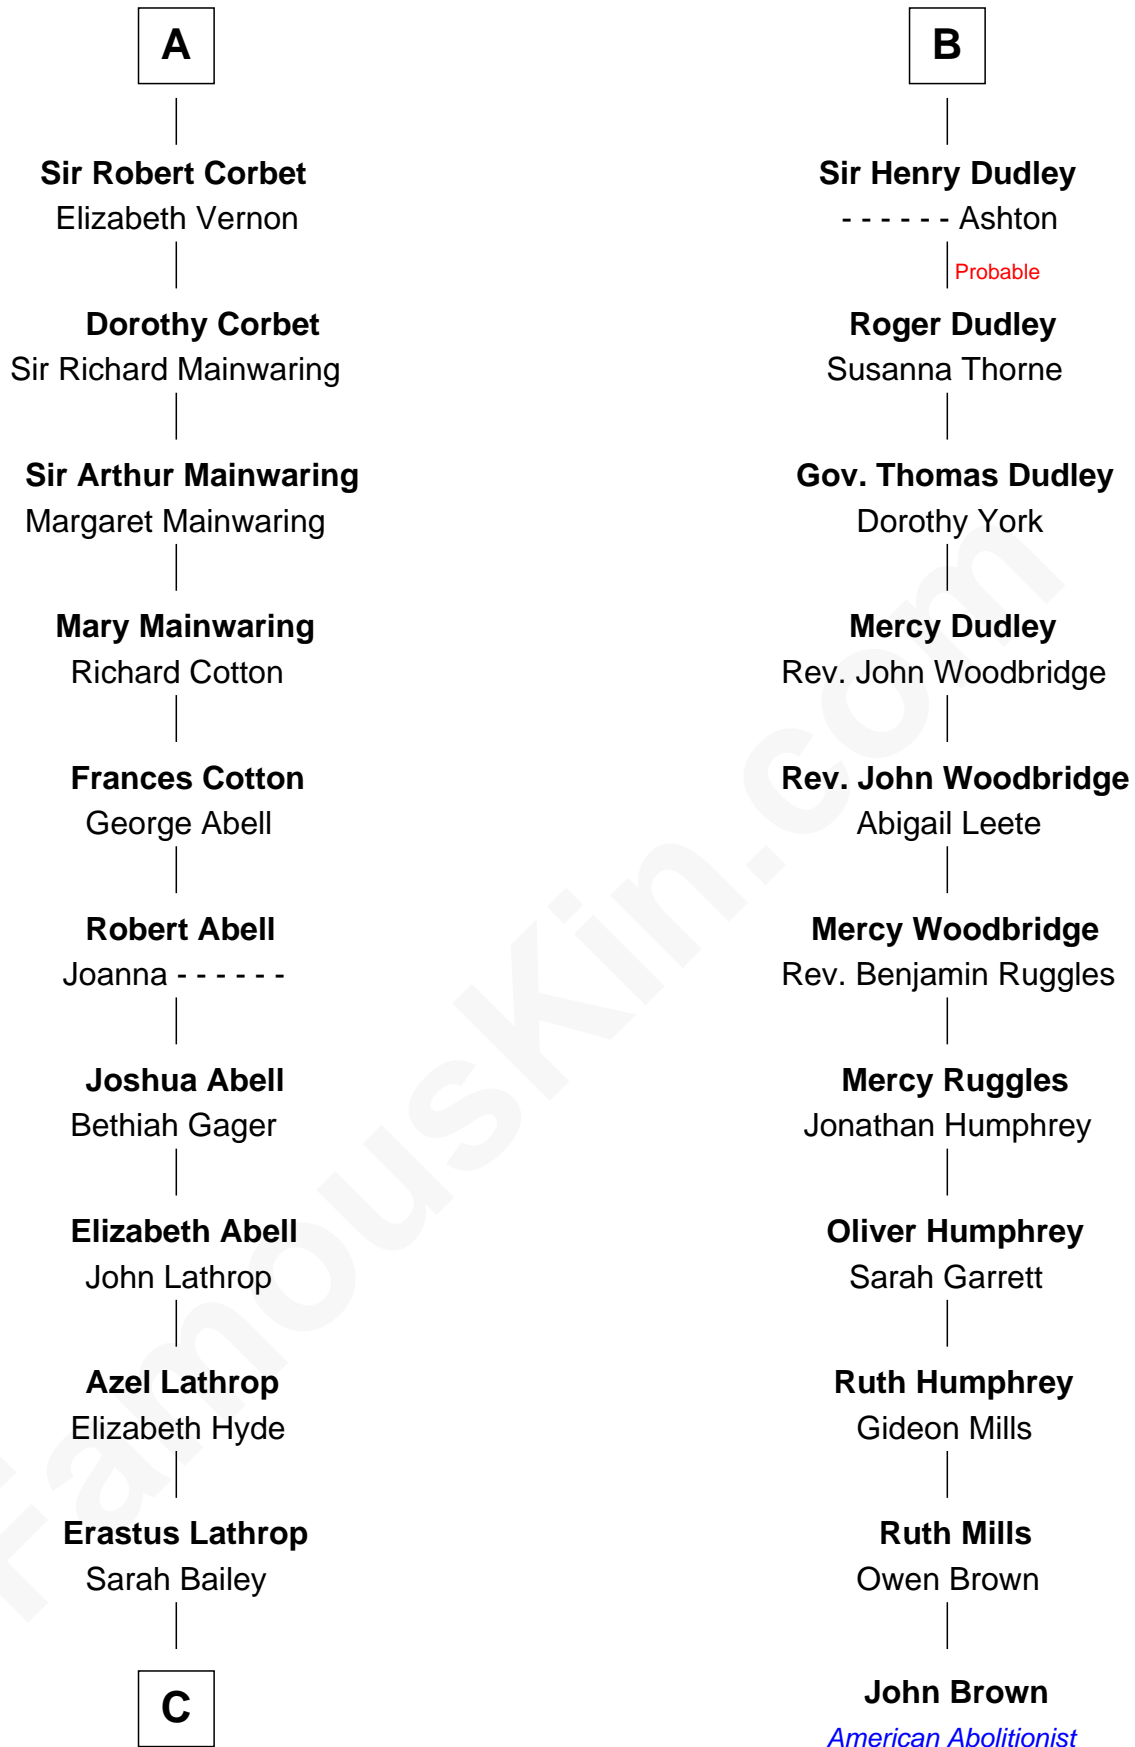 A
Sir Robert Corbet
Elizabeth Vernon
Dorothy Corbet
Sir Richard Mainwaring
Sir Arthur Mainwaring
Margaret Mainwaring
Mary Mainwaring
Richard Cotton
Frances Cotton
George Abell
Robert Abell
Joanna - - - - - -
Joshua Abell
Bethiah Gager
Elizabeth Abell
John Lathrop
Azel Lathrop
Elizabeth Hyde
Erastus Lathrop
Sarah Bailey
C
B
Sir Henry Dudley
- - - - - - Ashton
Probable
Roger Dudley
Susanna Thorne
Gov. Thomas Dudley
Dorothy York
Mercy Dudley
Rev. John Woodbridge
Rev. John Woodbridge
Abigail Leete
Mercy Woodbridge
Rev. Benjamin Ruggles
Mercy Ruggles
Jonathan Humphrey
Oliver Humphrey
Sarah Garrett
Ruth Humphrey
Gideon Mills
Ruth Mills
Owen Brown
John Brown
American Abolitionist
FamousKin.com